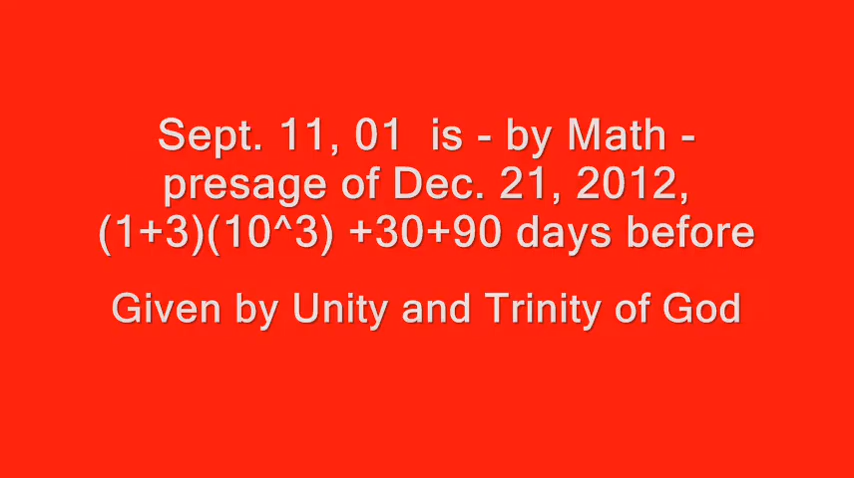 Sept. 11, 01 is - by Math -
presage of Dec. 21, 2012,
(1+3)(10^3) +30+90 days before
Given by Unity and Trinity of God